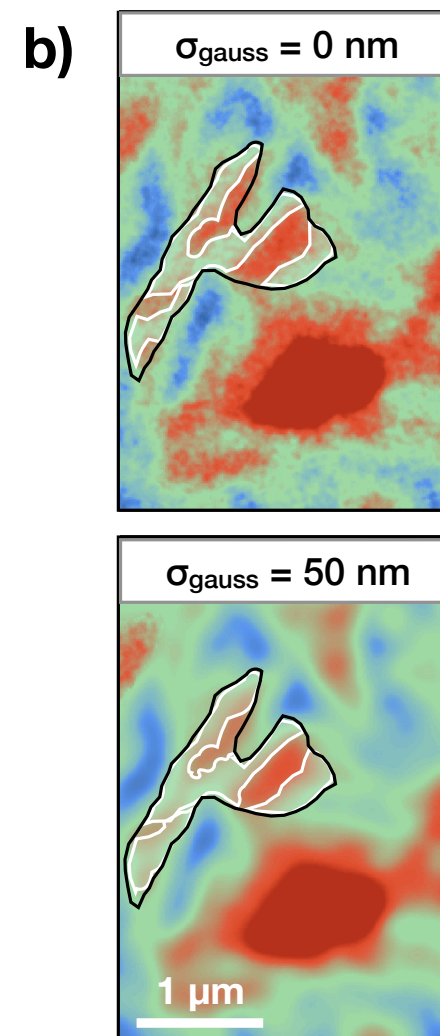 b)
σgauss = 0 nm
σgauss = 50 nm
1 µm